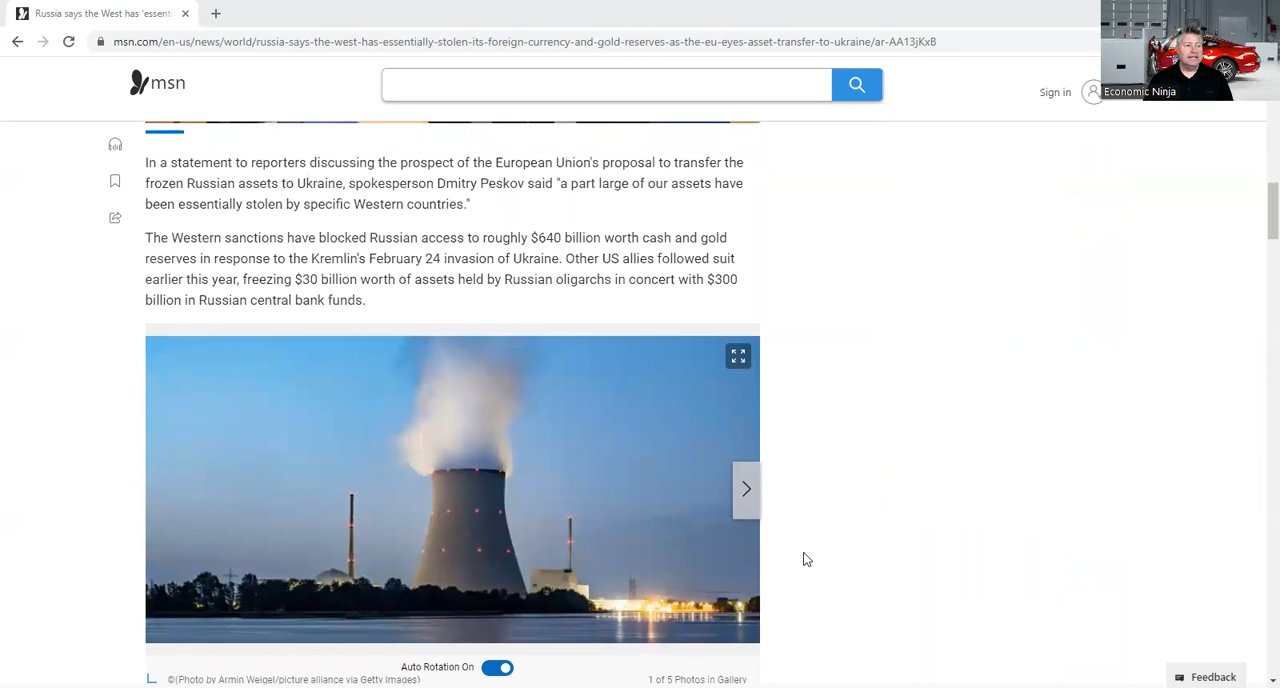 Russia says the West has 'essent
msn.com/en-us/news/world/russia-says-the-west-has-essentially-stolen-its-foreign-currency-and-gold-reserves-as-the-eu-eyes-asset-transfer-to-ukraine/ar-AA13jKxB
msn
Sign in
Economic Ninja
In a statement to reporters discussing the prospect of the European Union's proposal to transfer the
frozen Russian assets to Ukraine, spokesperson Dmitry Peskov said "a part large of our assets have
been essentially stolen by specific Western countries."
The Western sanctions have blocked Russian access to roughly $640 billion worth cash and gold
reserves in response to the Kremlin's February 24 invasion of Ukraine. Other US allies followed suit
earlier this year, freezing $30 billion worth of assets held by Russian oligarchs in concert with $300
billion in Russian central bank funds.
Auto Rotation On
©(Photo by Armin Weigel/picture alliance via Getty Images)
1 of 5 Photos in Gallery
Feedback